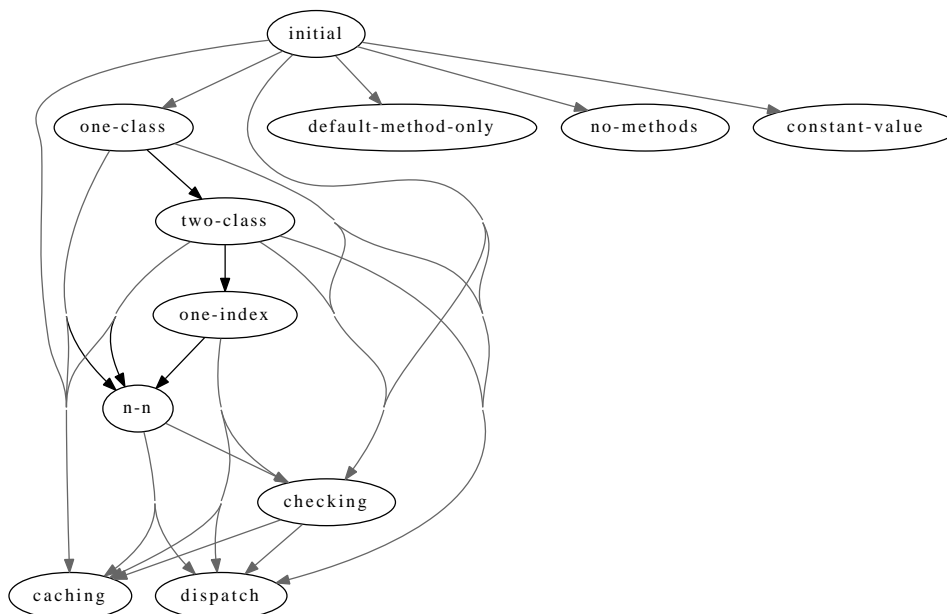 initial
one-class
default-method-only
no-methods
constant-value
two-class
one-index
n-n
checking
caching
dispatch